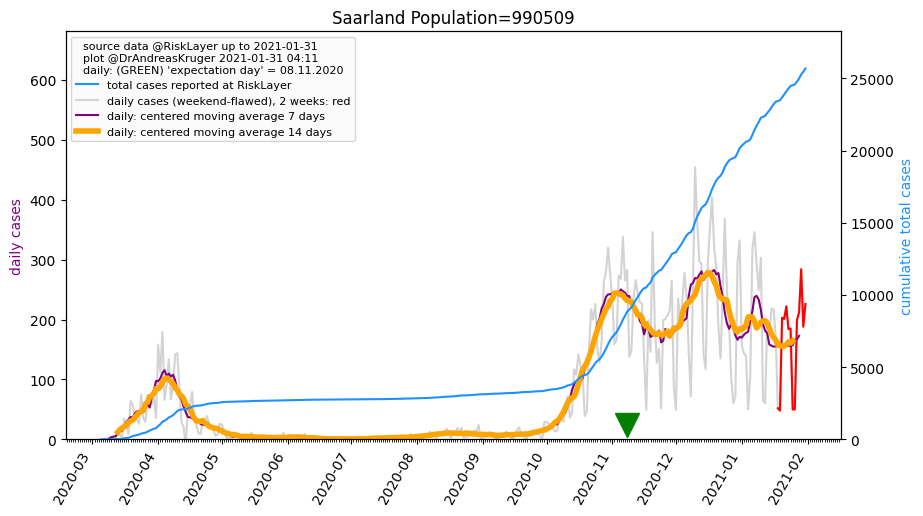 Saarland Population=990509
source data @RiskLayer up to 2021-01-31
plot @DrAndreasKruger 2021-01-31 04:11
daily: (GREEN) 'expectation day' = 08.11.2020
total cases reported at RiskLayer
daily cases (weekend-flawed), 2 weeks: red
daily: centered moving average 7 days
daily: centered moving average 14 days
daily cases
600
500
400
300
200
100
0
cumulative total cases
25000
20000
15000
10000
5000
0
2020-03
2020-04
2020-05
2020-06
2020-07
2020-08
2020-09
2020-10
2020-11
2020-12
2021-01
2021-02